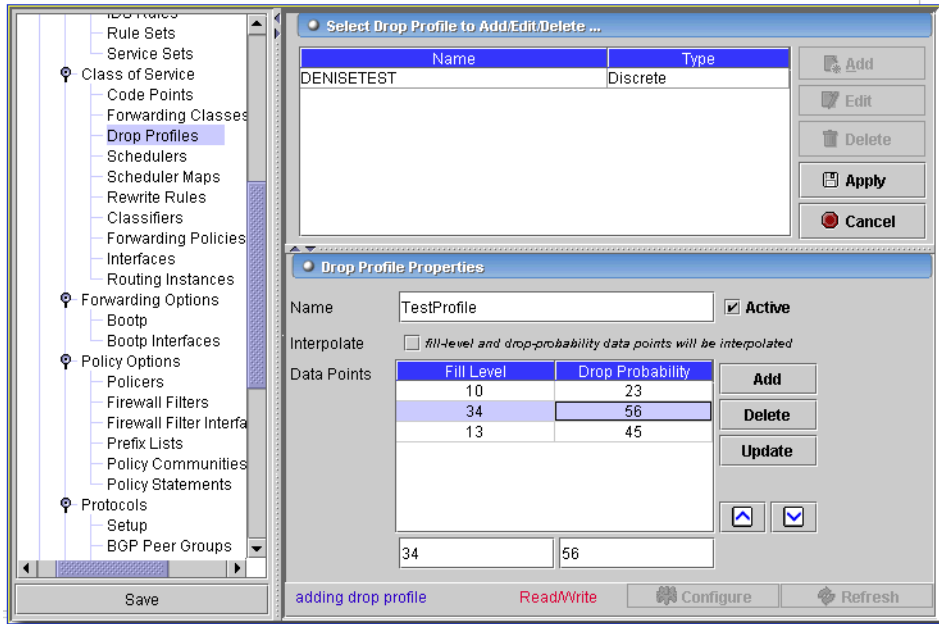 IDS Rules
Rule Sets
Service Sets
Class of Service
Code Points
Forwarding Classes
Drop Profiles
Schedulers
Scheduler Maps
Rewrite Rules
Classifiers
Forwarding Policies
Interfaces
Routing Instances
Forwarding Options
Bootp
Bootp Interfaces
Policy Options
Policers
Firewall Filters
Firewall Filter Interfa
Prefix Lists
Policy Communities
Policy Statements
Protocols
Setup
BGP Peer Groups
Save
Select Drop Profile to Add/Edit/Delete ...
Name Type
DENISETEST Discrete
Add
Edit
Delete
Apply
Cancel
Drop Profile Properties
Name TestProfile Active
Interpolate fill-level and drop-probability data points will be interpolated
Data Points
Fill Level Drop Probability
10 23
34 56
13 45
Add
Delete
Update
34 56
adding drop profile Read/Write Configure Refresh